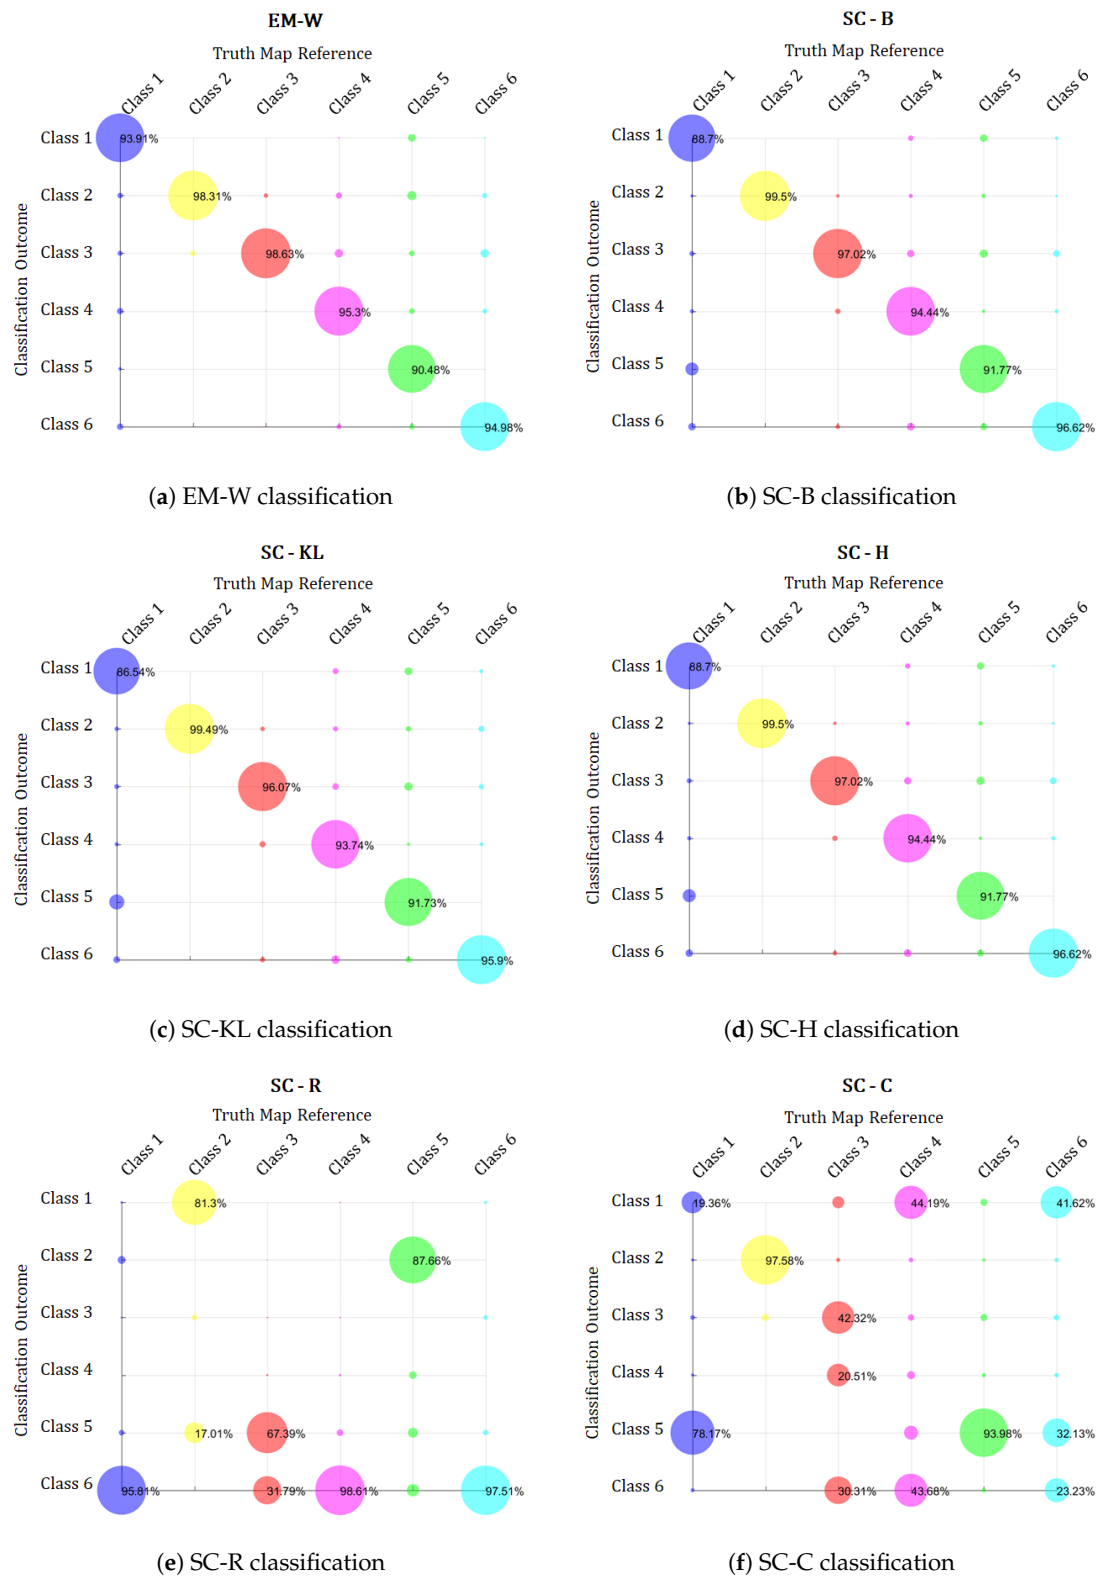 EM-W
Truth Map Reference
Class 1 Class 2 Class 3 Class 4 Class 5 Class 6
Classification Outcome
Class 1 93.91%
Class 2 98.31%
Class 3 98.63%
Class 4 95.3%
Class 5 90.48%
Class 6 94.98%
(a) EM-W classification
SC - B
Truth Map Reference
Class 1 Class 2 Class 3 Class 4 Class 5 Class 6
Classification Outcome
Class 1 88.7%
Class 2 99.5%
Class 3 97.02%
Class 4 94.44%
Class 5 91.77%
Class 6 96.62%
(b) SC-B classification
SC - KL
Truth Map Reference
Class 1 Class 2 Class 3 Class 4 Class 5 Class 6
Classification Outcome
Class 1 86.54%
Class 2 99.49%
Class 3 96.07%
Class 4 93.74%
Class 5 91.73%
Class 6 95.9%
(c) SC-KL classification
SC - H
Truth Map Reference
Class 1 Class 2 Class 3 Class 4 Class 5 Class 6
Classification Outcome
Class 1 88.7%
Class 2 99.5%
Class 3 97.02%
Class 4 94.44%
Class 5 91.77%
Class 6 96.62%
(d) SC-H classification
SC - R
Truth Map Reference
Class 1 Class 2 Class 3 Class 4 Class 5 Class 6
Classification Outcome
Class 1 81.3%
Class 2 87.66%
Class 3
Class 4
Class 5 17.01% 67.39%
Class 6 95.81% 31.79% 98.61% 97.51%
(e) SC-R classification
SC - C
Truth Map Reference
Class 1 Class 2 Class 3 Class 4 Class 5 Class 6
Classification Outcome
Class 1 19.36% 44.19% 41.62%
Class 2 97.58%
Class 3 42.32%
Class 4 20.51%
Class 5 78.17% 93.98% 32.13%
Class 6 30.31% 43.68% 23.23%
(f) SC-C classification